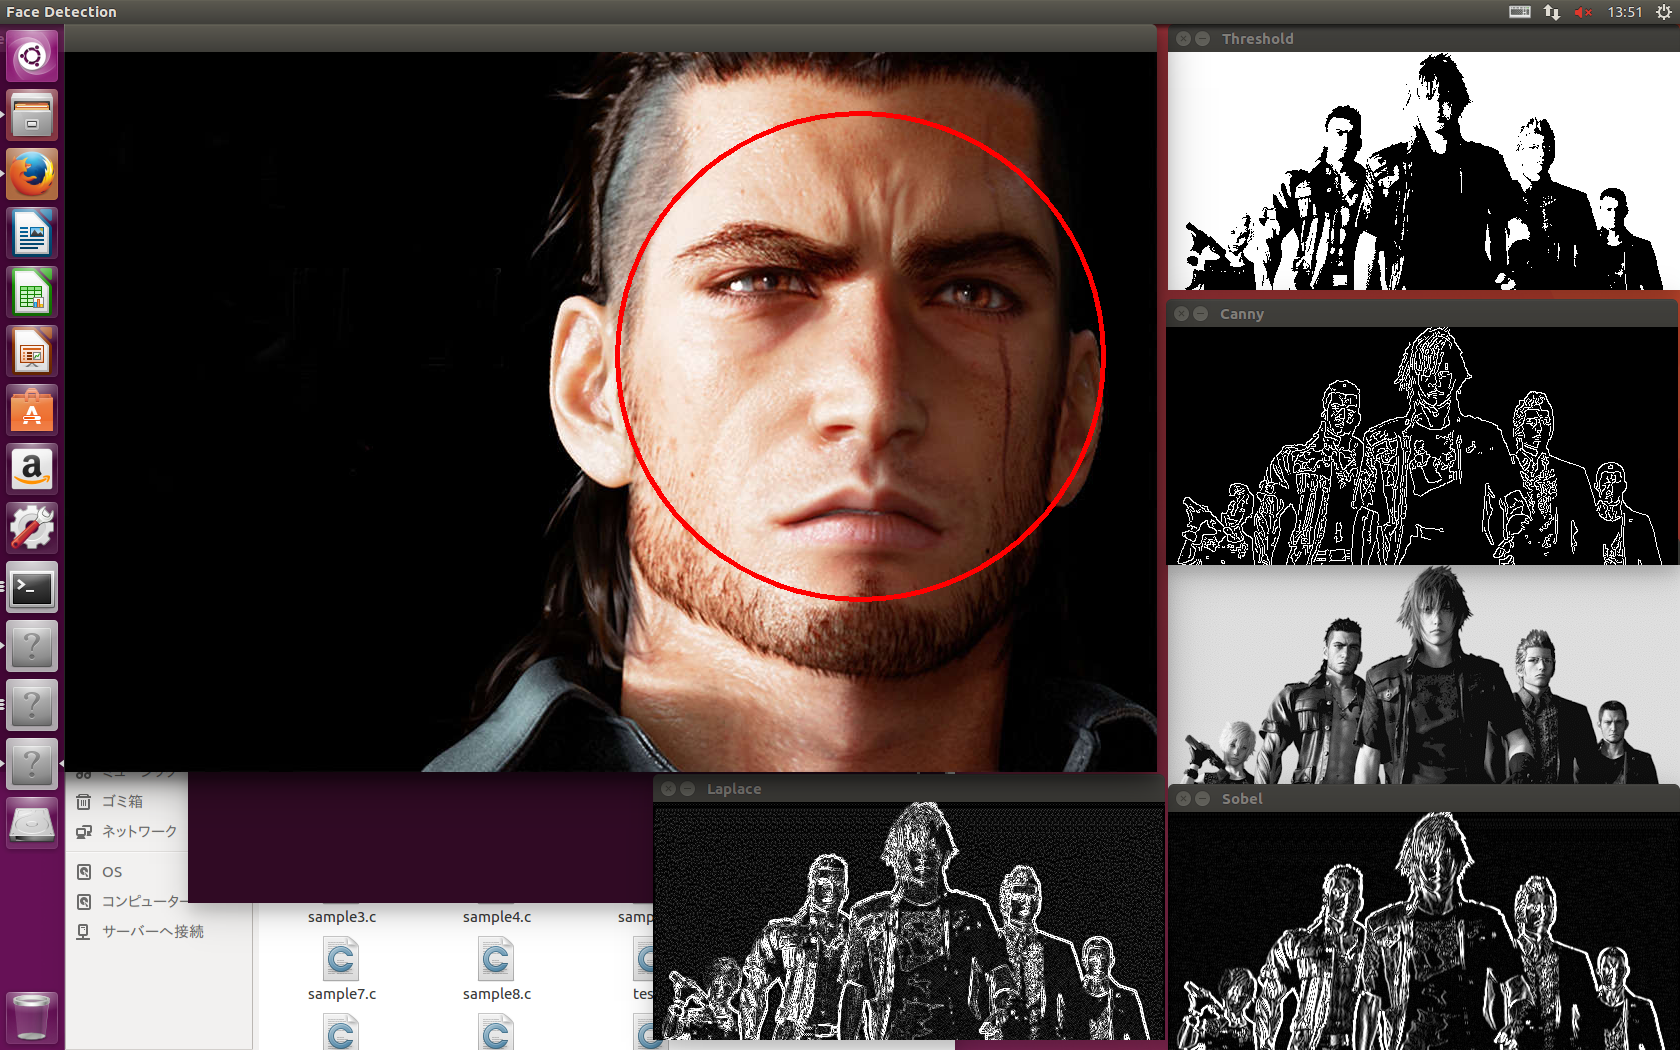 Face Detection
13:51
Threshold
Canny
Laplace
Sobel
ゴミ箱
ネットワーク
OS
コンピューター
サーバーへ接続
sample3.c
sample4.c
samp
sample7.c
sample8.c
tes